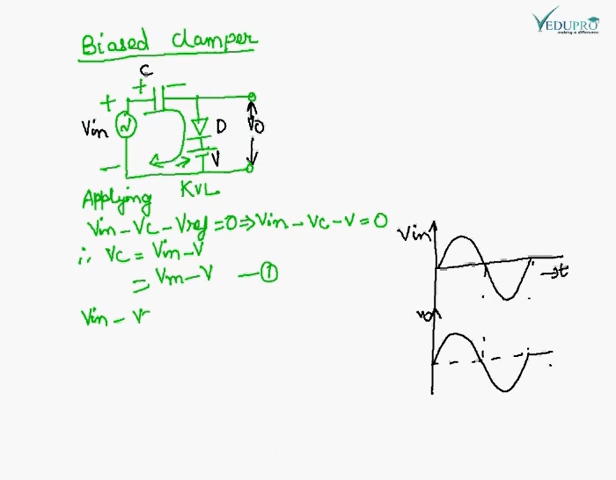 VEDUPRO
making a difference
Biased clamper
C
+ −
+
Vin
D
VO
V
−
Applying KVL
Vin − VC − Vref = 0 ⇒ Vin − VC − V = 0
∴ VC = Vin − V
= Vm − V — ①
Vin − V
Vin
→t
vo